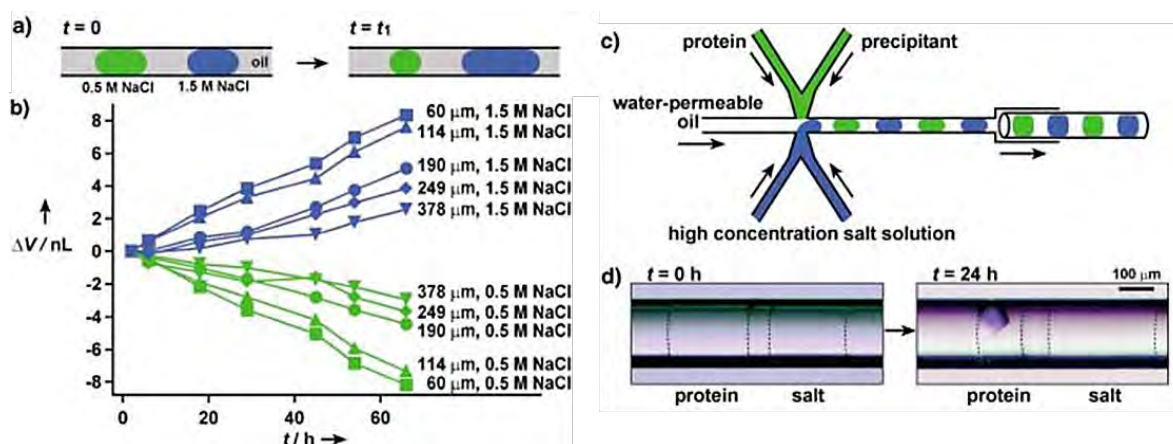 a)
t = 0
t = t1
oil
0.5 M NaCl
1.5 M NaCl
b)
8
6
4
2
0
-2
-4
-6
-8
ΔV / nL
0
20
40
60
t / h
60 μm, 1.5 M NaCl
114 μm, 1.5 M NaCl
190 μm, 1.5 M NaCl
249 μm, 1.5 M NaCl
378 μm, 1.5 M NaCl
378 μm, 0.5 M NaCl
249 μm, 0.5 M NaCl
190 μm, 0.5 M NaCl
114 μm, 0.5 M NaCl
60 μm, 0.5 M NaCl
c)
protein
precipitant
water-permeable
oil
high concentration salt solution
d)
t = 0 h
t = 24 h
100 μm
protein
salt
protein
salt